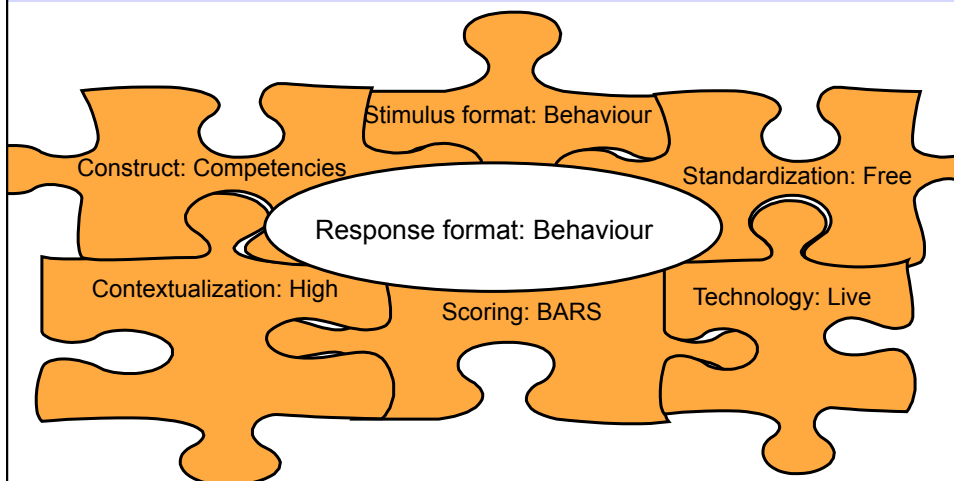 Stimulus format: Behaviour
Construct: Competencies
Standardization: Free
Response format: Behaviour
Contextualization: High
Scoring: BARS
Technology: Live